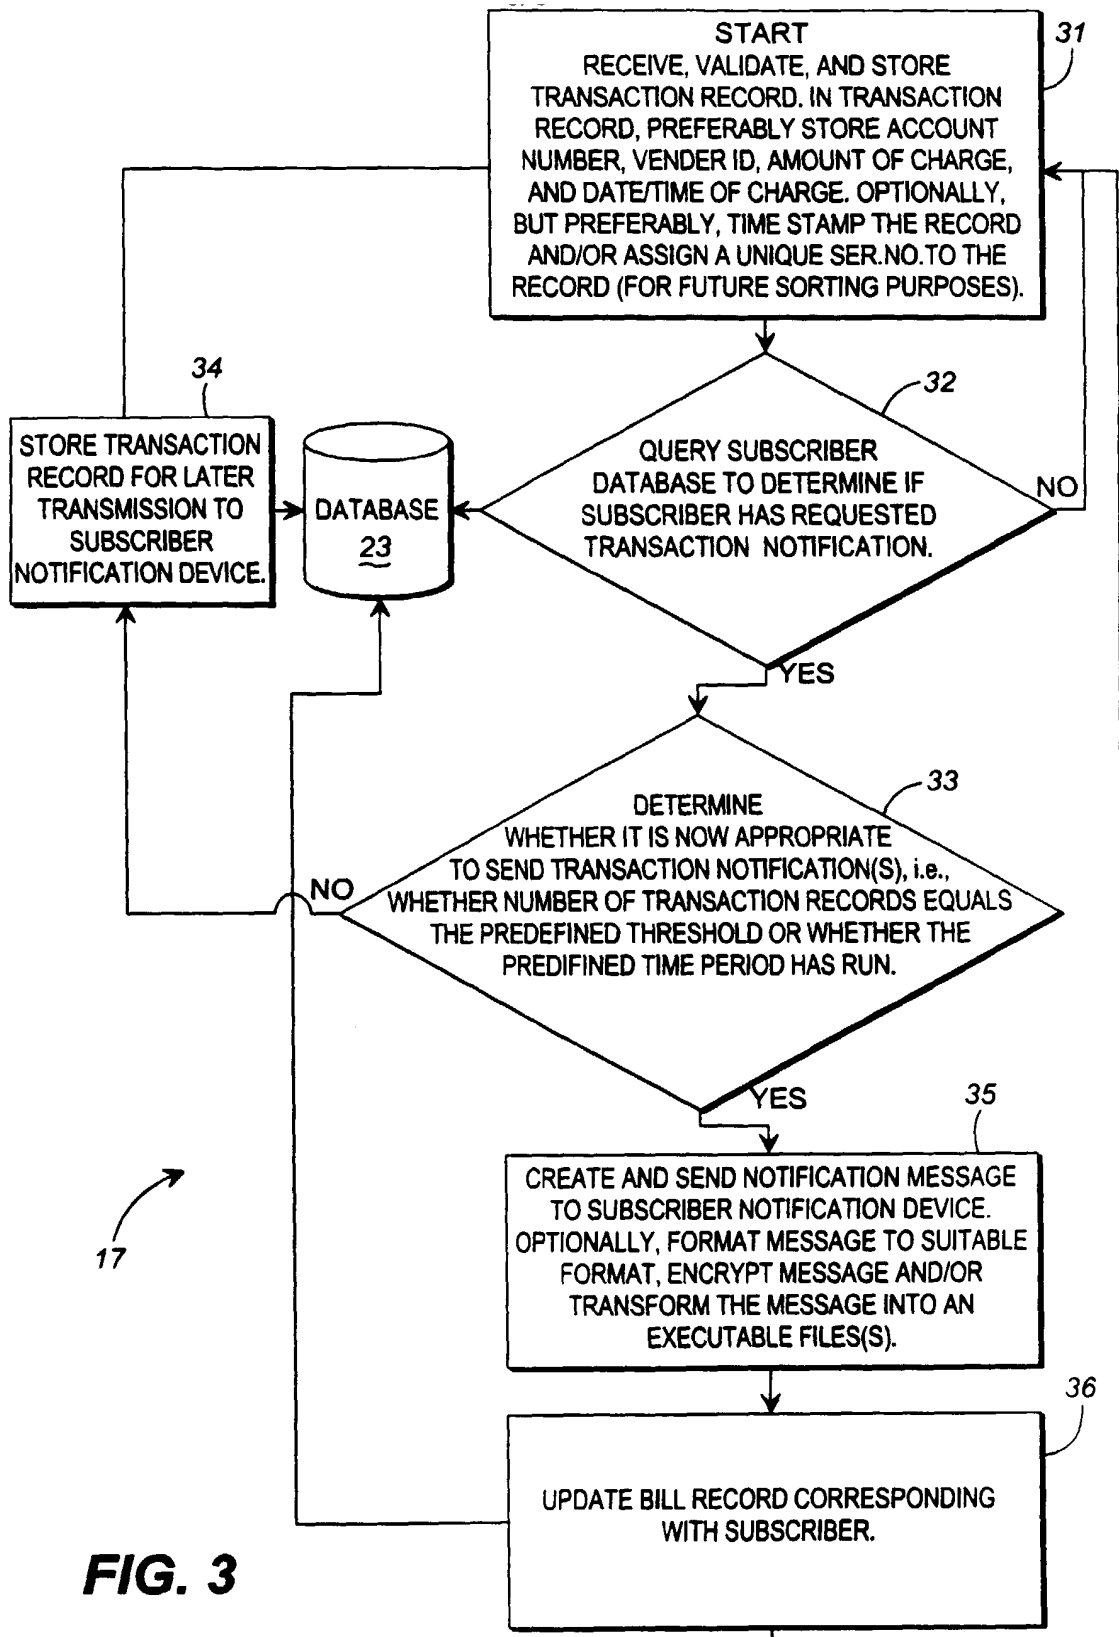 31
START
RECEIVE, VALIDATE, AND STORE
TRANSACTION RECORD. IN TRANSACTION
RECORD, PREFERABLY STORE ACCOUNT
NUMBER, VENDER ID, AMOUNT OF CHARGE,
AND DATE/TIME OF CHARGE. OPTIONALLY,
BUT PREFERABLY, TIME STAMP THE RECORD
AND/OR ASSIGN A UNIQUE SER.NO.TO THE
RECORD (FOR FUTURE SORTING PURPOSES).
34
STORE TRANSACTION
RECORD FOR LATER
TRANSMISSION TO
SUBSCRIBER
NOTIFICATION DEVICE.
DATABASE
23
32
QUERY SUBSCRIBER
DATABASE TO DETERMINE IF
SUBSCRIBER HAS REQUESTED
TRANSACTION NOTIFICATION.
NO
YES
33
DETERMINE
WHETHER IT IS NOW APPROPRIATE
TO SEND TRANSACTION NOTIFICATION(S), i.e.,
WHETHER NUMBER OF TRANSACTION RECORDS EQUALS
THE PREDEFINED THRESHOLD OR WHETHER THE
PREDIFINED TIME PERIOD HAS RUN.
NO
YES
35
CREATE AND SEND NOTIFICATION MESSAGE
TO SUBSCRIBER NOTIFICATION DEVICE.
OPTIONALLY, FORMAT MESSAGE TO SUITABLE
FORMAT, ENCRYPT MESSAGE AND/OR
TRANSFORM THE MESSAGE INTO AN
EXECUTABLE FILES(S).
17
36
UPDATE BILL RECORD CORRESPONDING
WITH SUBSCRIBER.
FIG. 3